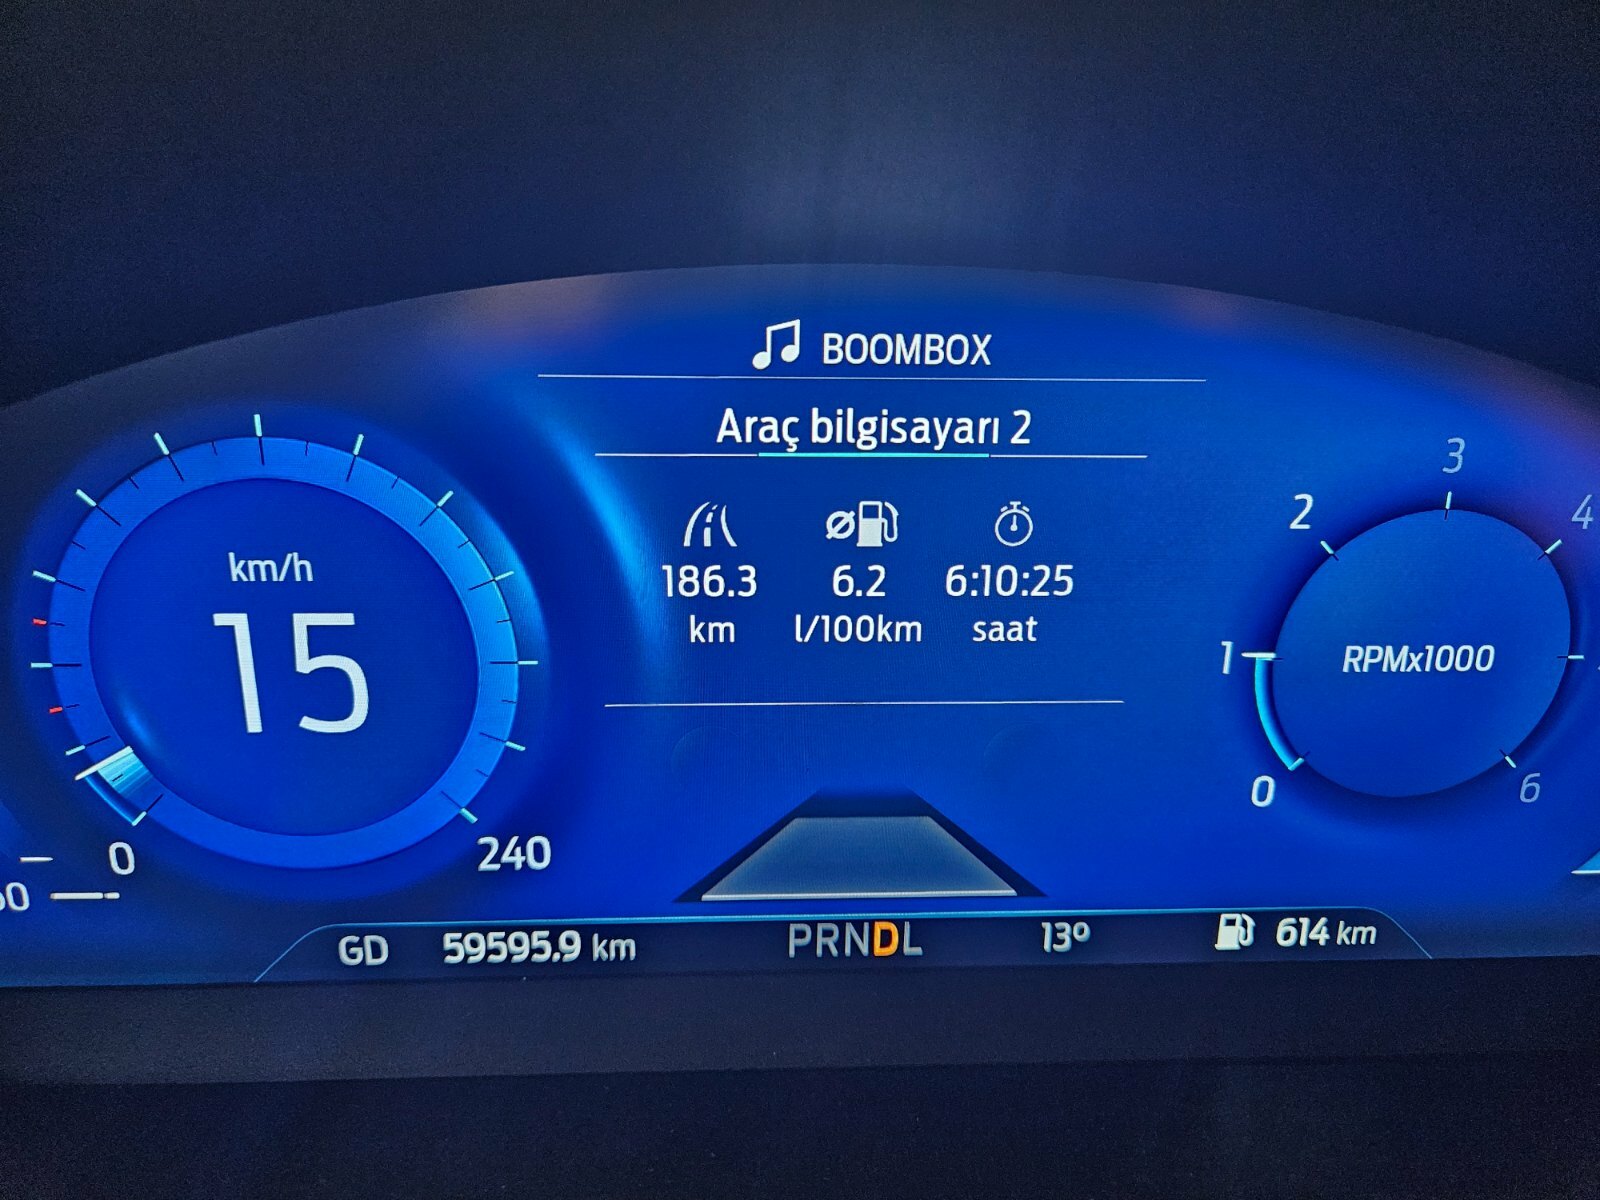 BOOMBOX
Araç bilgisayarı 2
186.3 6.2 6:10:25
km l/100km saat
km/h
15
0
240
3
2
4
1
RPMx1000
0
6
GD 59595.9 km PRNDL 13º 614 km